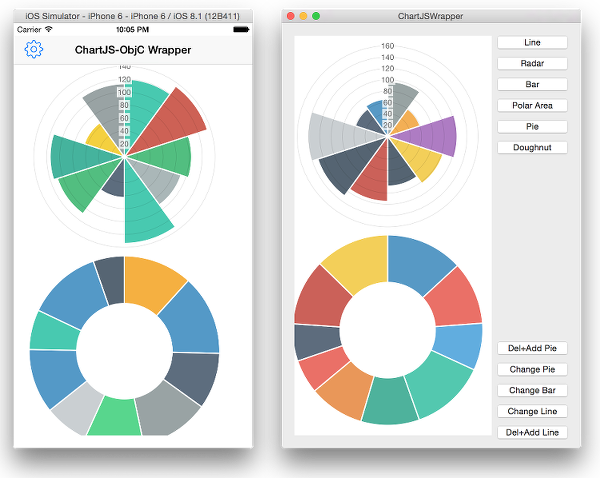 iOS Simulator - iPhone 6 - iPhone 6 / iOS 8.1 (12B411)
Carrier 10:05 PM
ChartJS-ObjC Wrapper
140
120
100
80
60
40
20
ChartJSWrapper
160
140
120
100
80
60
40
20
Line
Radar
Bar
Polar Area
Pie
Doughnut
Del+Add Pie
Change Pie
Change Bar
Change Line
Del+Add Line